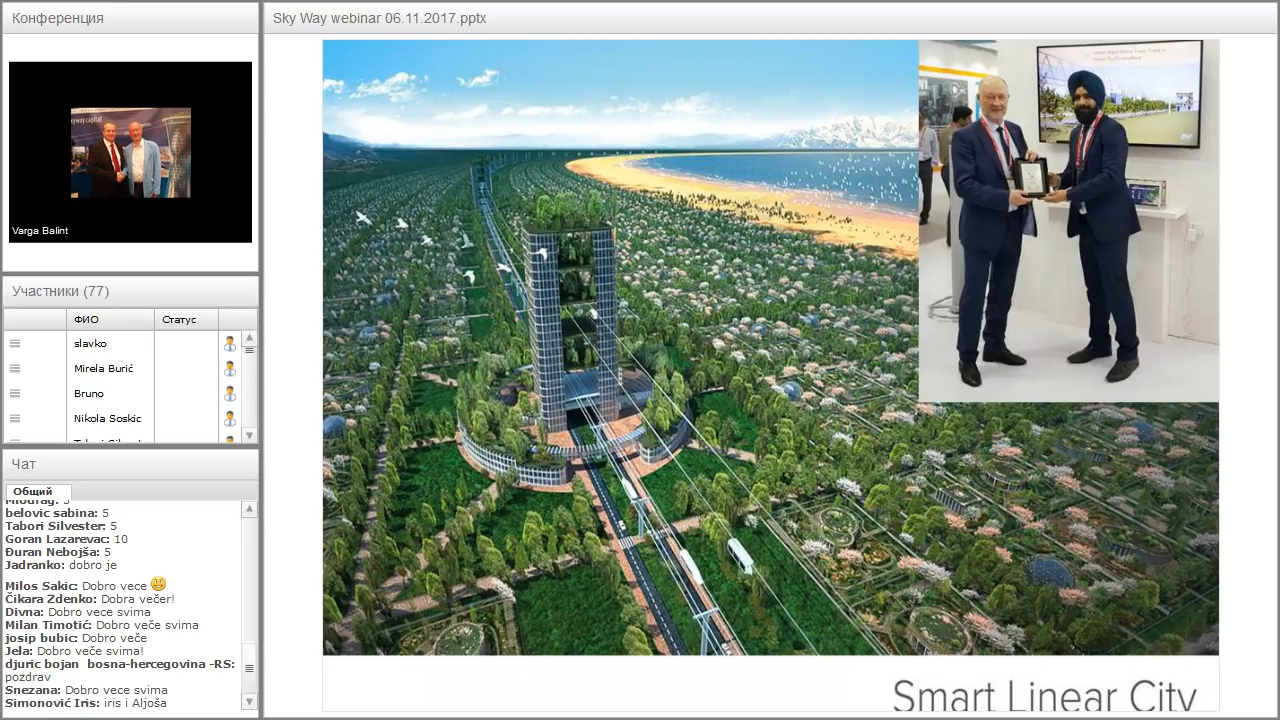 Конференция
Sky Way webinar 06.11.2017.pptx
skyway.capital
Varga Balint
Участники (77)
ФИО
Статус
slavko
Mirela Burić
Bruno
Nikola Soskic
Чат
Общий
belovic sabina: 5
Tabori Silvester: 5
Goran Lazarevac: 10
Đuran Nebojša: 5
Jadranko: dobro je
Milos Sakic: Dobro vece
Čikara Zdenko: Dobra večer!
Divna: Dobro vece svima
Milan Timotić: Dobro veče svima
josip bubic: Dobro veče
Jela: Dobro veče svima!
djuric bojan bosna-hercegovina -RS:
pozdrav
Snezana: Dobro vece svima
Simonović Iris: iris i Aljoša
Smart Linear City